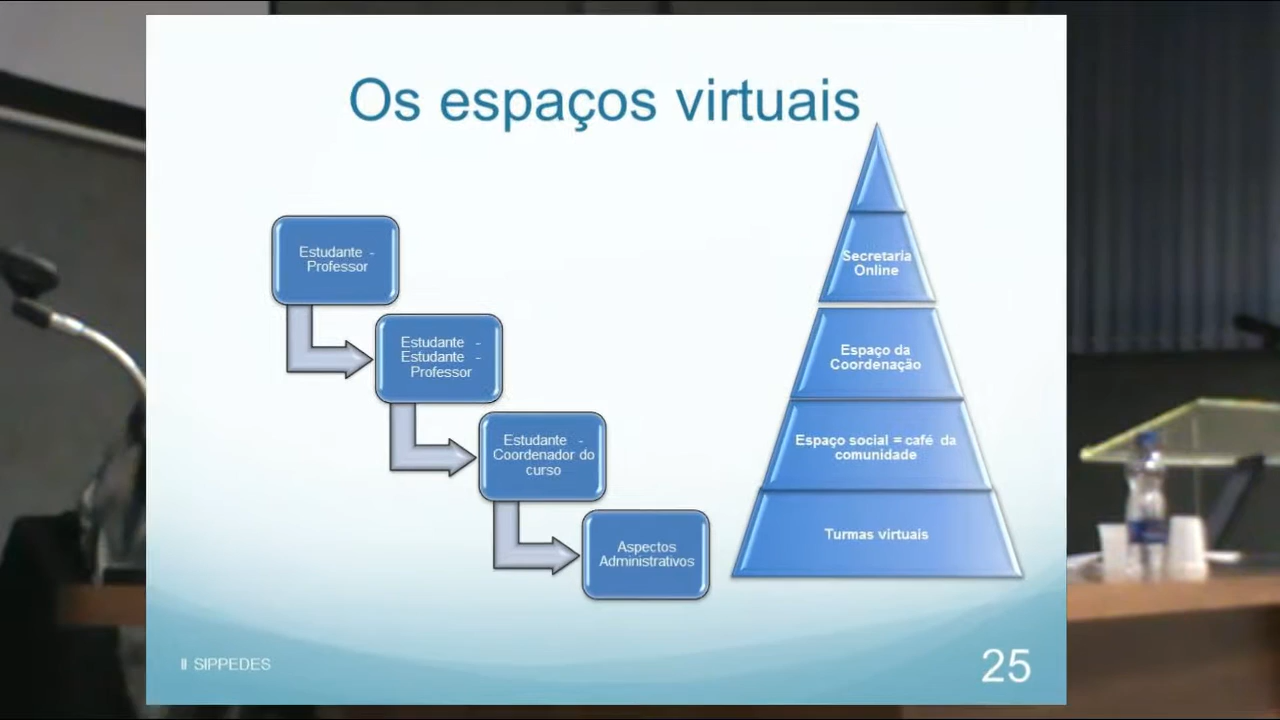 Os espaços virtuais
Estudante -
Professor
Estudante -
Estudante -
Professor
Estudante -
Coordenador do
curso
Aspectos
Administrativos
Secretaria
Online
Espaço da
Coordenação
Espaço social = café da
comunidade
Turmas virtuais
II SIPPEDES
25